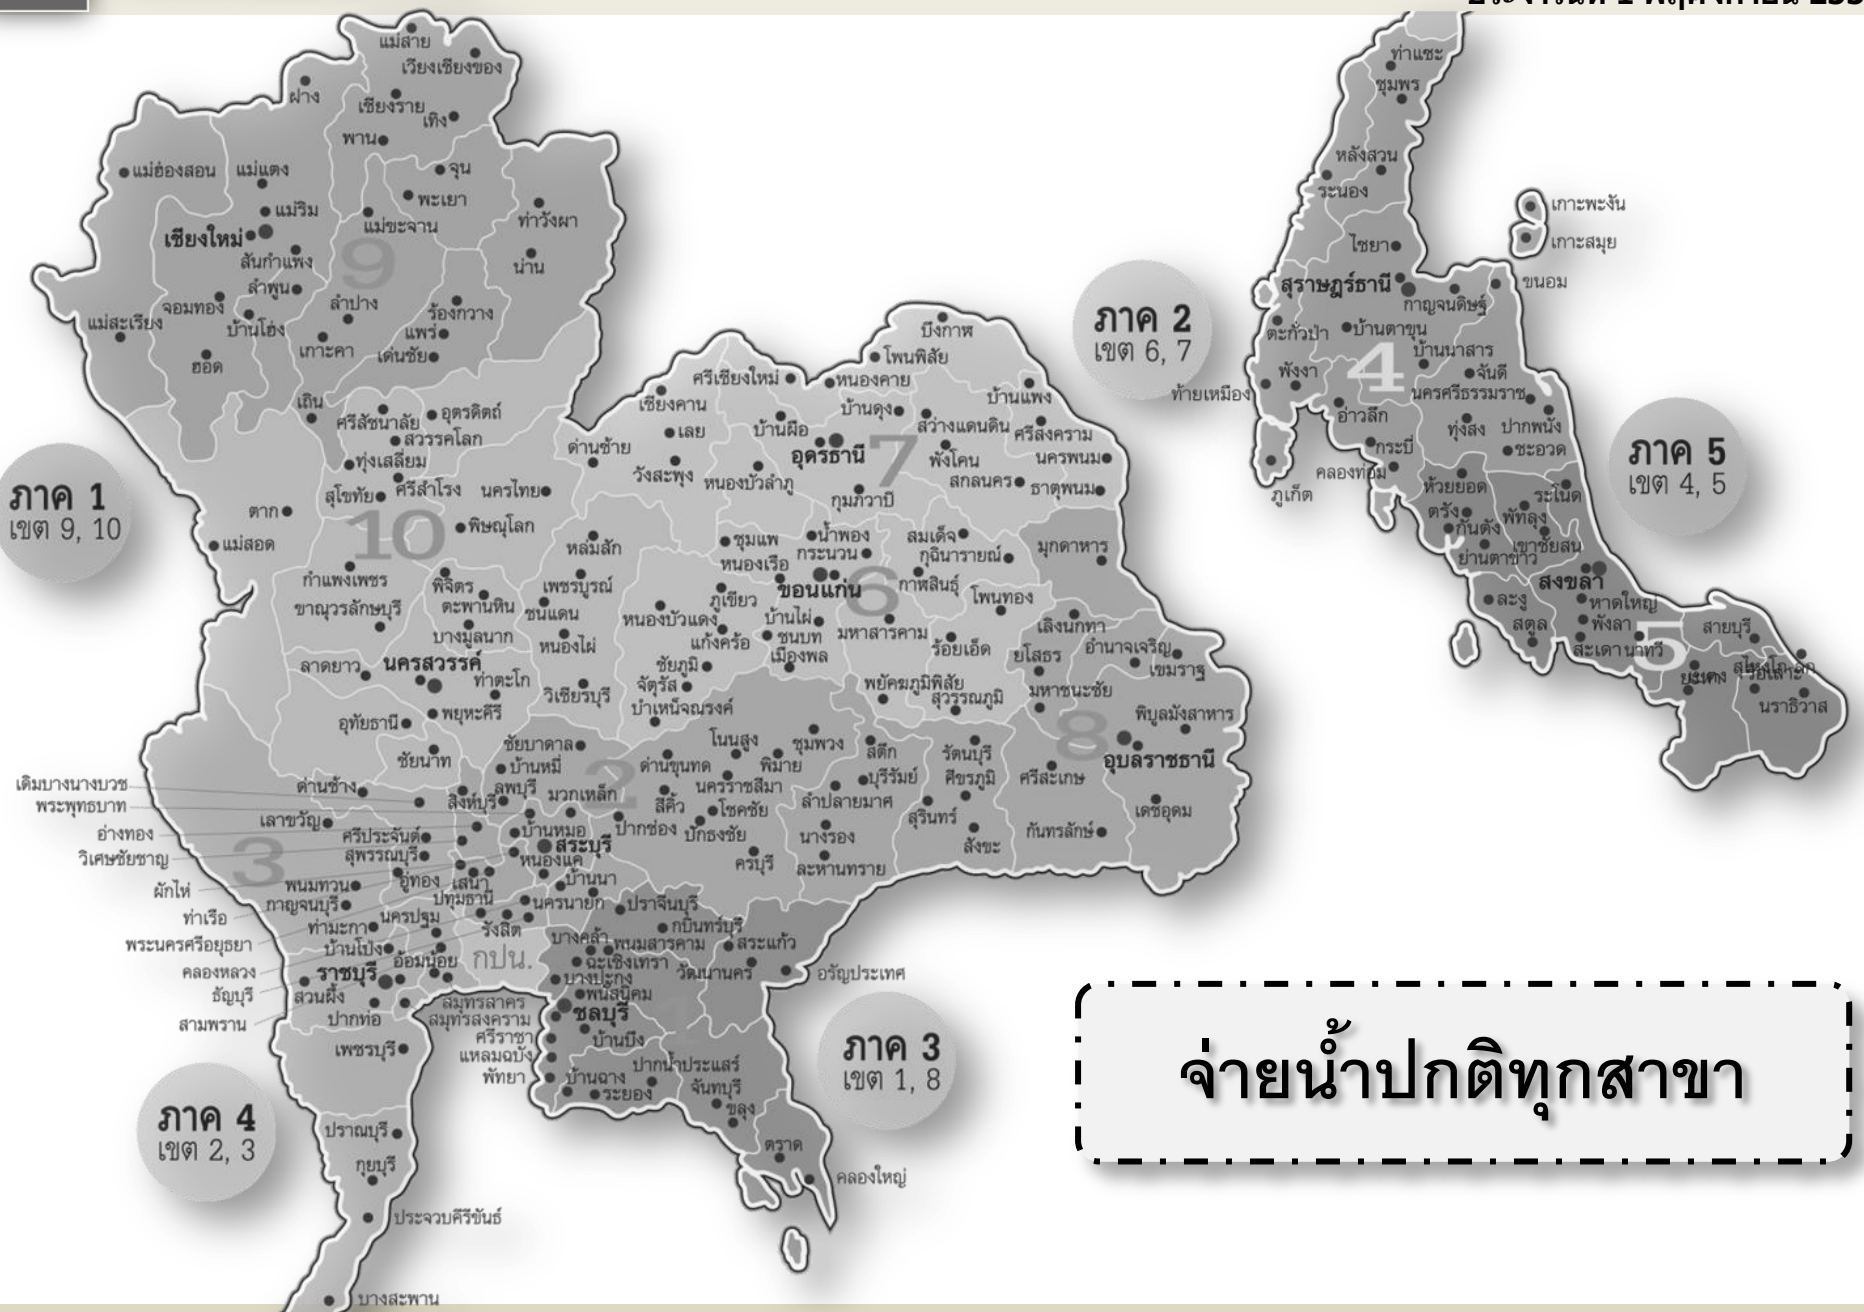 แม่สาย
เวียงเชียงของ
ฝาง
เชียงราย
เทิง
พาน
แม่ฮ่องสอน
แม่แตง
จุน
พะเยา
แม่ริม
แม่ขะจาน
ท่าวังผา
เชียงใหม่
สันกำแพง
9
น่าน
ลำพูน
จอมทอง
ลำปาง
ร้องกวาง
แม่สะเรียง
บ้านโฮ่ง
แพร่
เกาะคา
เด่นชัย
ฮอด
เถิน
ศรีสัชนาลัย
อุตรดิตถ์
สวรรคโลก
ทุ่งเสลี่ยม
สุโขทัย
ศรีสำโรง
นครไทย
ตาก
10
พิษณุโลก
แม่สอด
หล่มสัก
กำแพงเพชร
พิจิตร
เพชรบูรณ์
ขาณุวรลักษบุรี
ตะพานหิน
ชนแดน
บางมูลนาก
หนองไผ่
ลาดยาว
นครสวรรค์
ท่าตะโก
วิเชียรบุรี
พยุหะคีรี
อุทัยธานี
ชัยนาท
ภาค 1
เขต 9, 10
บึงกาฬ
โพนพิสัย
ศรีเชียงใหม่
หนองคาย
เชียงคาน
บ้านดุง
บ้านแพง
เลย
บ้านผือ
สว่างแดนดิน
ศรีสงคราม
ด่านซ้าย
อุดรธานี
7
พังโคน
นครพนม
วังสะพุง
หนองบัวลำภู
สกลนคร
ธาตุพนม
กุมภวาปี
ชุมแพ
น้ำพอง
สมเด็จ
กระนวน
กุฉินารายณ์
มุกดาหาร
หนองเรือ
ขอนแก่น
6
กาฬสินธุ์
ภูเขียว
โพนทอง
หนองบัวแดง
บ้านไผ่
มหาสารคาม
เลิงนกทา
แก้งคร้อ
ชนบท
ร้อยเอ็ด
เมืองพล
ยโสธร
อำนาจเจริญ
ชัยภูมิ
เขมราฐ
จัตุรัส
พยัคฆภูมิพิสัย
มหาชนะชัย
บำเหน็จณรงค์
สุวรรณภูมิ
พิบูลมังสาหาร
8
อุบลราชธานี
ภาค 2
เขต 6, 7
ชัยบาดาล
โนนสูง
ชุมพวง
สตึก
รัตนบุรี
บ้านหมี่
ด่านขุนทด
พิมาย
บุรีรัมย์
ศีขรภูมิ
ศรีสะเกษ
ลพบุรี
2
นครราชสีมา
สิงห์บุรี
มวกเหล็ก
สีคิ้ว
โชคชัย
ลำปลายมาศ
สุรินทร์
เดชอุดม
ปากช่อง
ปักธงชัย
นางรอง
กันทรลักษ์
สังขะ
ครบุรี
ละหานทราย
เดิมบางนางบวช
ด่านช้าง
พระพุทธบาท
เลาขวัญ
อ่างทอง
ศรีประจันต์
บ้านหมอ
วิเศษชัยชาญ
สุพรรณบุรี
สระบุรี
3
หนองแค
ผักไห่
พนมทวน
อู่ทอง
เสนา
บ้านนา
กาญจนบุรี
ปทุมธานี
นครนายก
ปราจีนบุรี
ท่าเรือ
ท่ามะกา
นครปฐม
รังสิต
กบินทร์บุรี
พระนครศรีอยุธยา
บ้านโป่ง
บางคล้า
พนมสารคาม
สระแก้ว
คลองหลวง
ราชบุรี
อ้อมน้อย
กปน.
ฉะเชิงเทรา
วัฒนานคร
อรัญประเทศ
ธัญบุรี
สวนผึ้ง
บางปะกง
พนัสนิคม
สามพราน
ปากท่อ
สมุทรสาคร
สมุทรสงคราม
ชลบุรี
ศรีราชา
บ้านบึง
1
เพชรบุรี
แหลมฉบัง
พัทยา
ปากน้ำประแสร์
บ้านฉาง
ระยอง
จันทบุรี
ขลุง
ตราด
คลองใหญ่
ภาค 3
เขต 1, 8
ภาค 4
เขต 2, 3
ปราณบุรี
กุยบุรี
ประจวบคีรีขันธ์
บางสะพาน
ท่าแซะ
ชุมพร
หลังสวน
ระนอง
เกาะพะงัน
ไชยา
เกาะสมุย
สุราษฎร์ธานี
ขนอม
กาญจนดิษฐ์
ตะกั่วป่า
บ้านตาขุน
4
บ้านนาสาร
พังงา
จันดี
ท้ายเหมือง
นครศรีธรรมราช
อ่าวลึก
ทุ่งสง
ปากพนัง
กระบี่
ชะอวด
คลองท่อม
ภูเก็ต
ห้วยยอด
ระโนด
ตรัง
พัทลุง
กันตัง
เขาชัยสน
ย่านตาขาว
สงขลา
ละงู
หาดใหญ่
สตูล
พังลา
5
สายบุรี
สะเดา
นาทวี
สุไหงโก-ลก
นราธิวาส
ภาค 5
เขต 4, 5
จ่ายน้ำปกติทุกสาขา